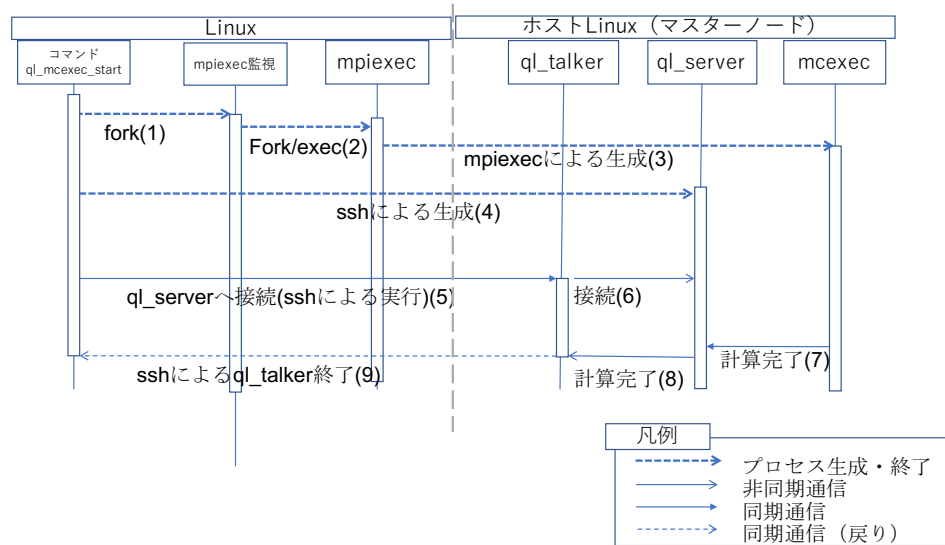 Linux
ホストLinux（マスターノード）
コマンド
ql_mcexec_start
mpiexec監視
mpiexec
ql_talker
ql_server
mcexec
fork(1)
Fork/exec(2)
mpiexecによる生成(3)
sshによる生成(4)
ql_serverへ接続(sshによる実行)(5)
接続(6)
計算完了(7)
計算完了(8)
sshによるql_talker終了(9)
凡例
プロセス生成・終了
非同期通信
同期通信
同期通信（戻り）